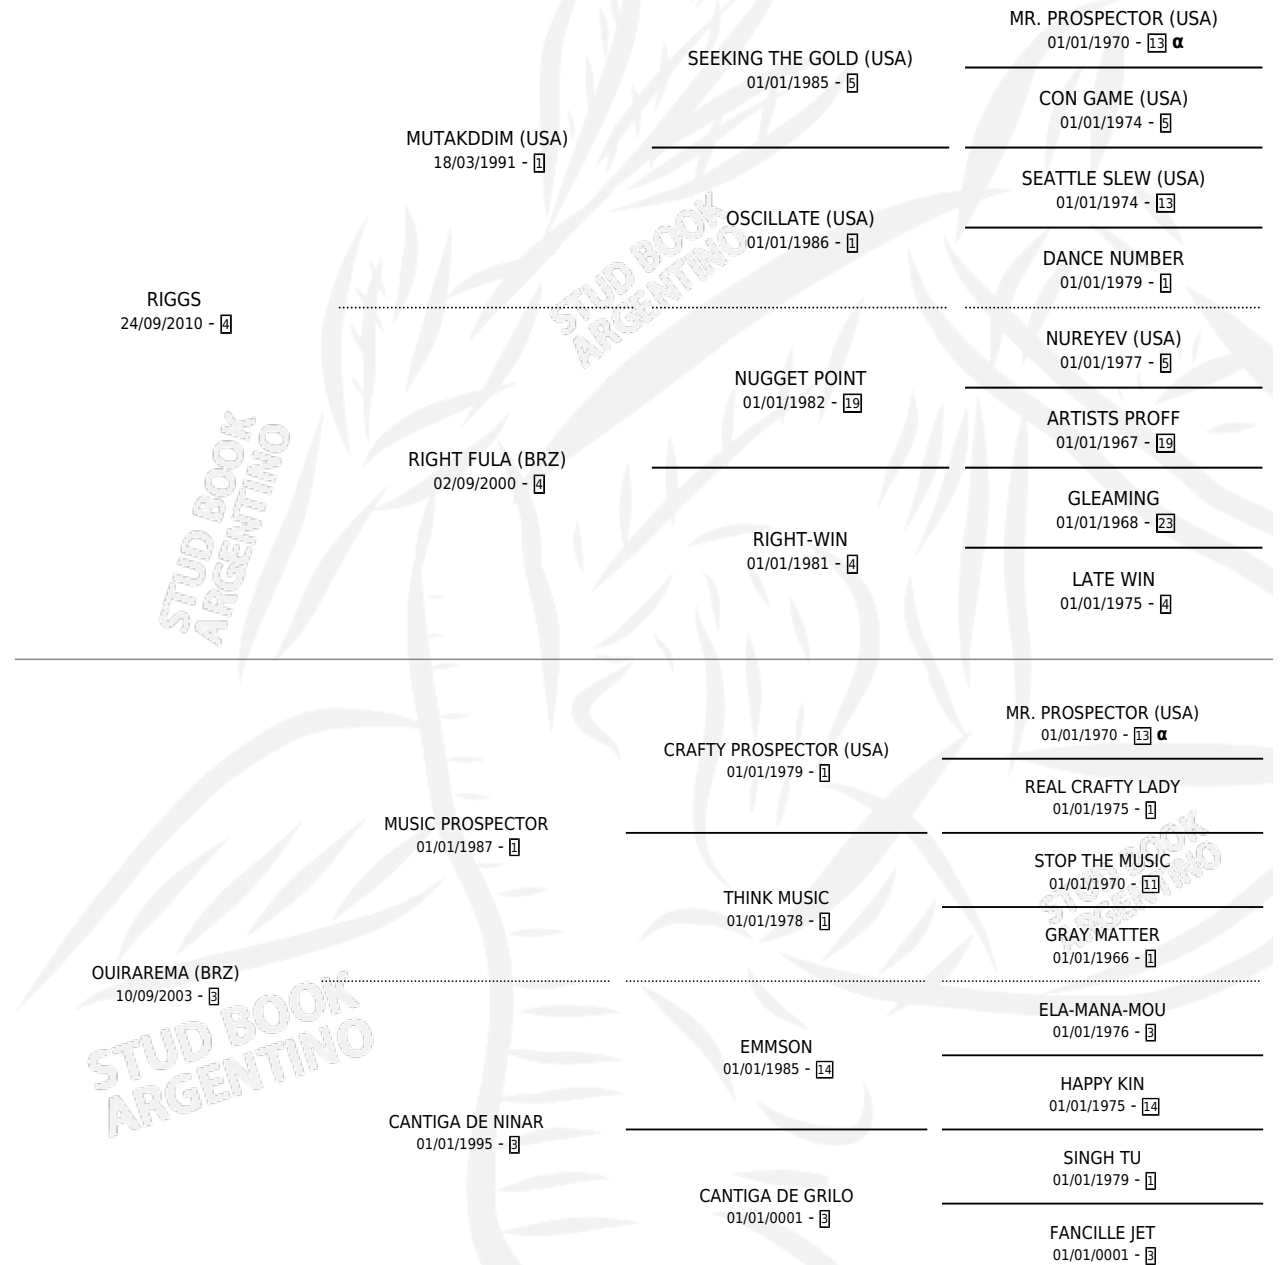 MR. PROSPECTOR (USA)
01/01/1970 - 13 α
SEEKING THE GOLD (USA)
01/01/1985 - 5
CON GAME (USA)
01/01/1974 - 5
MUTAKDDIM (USA)
18/03/1991 - 1
SEATTLE SLEW (USA)
01/01/1974 - 13
OSCILLATE (USA)
01/01/1986 - 1
DANCE NUMBER
01/01/1979 - 1
RIGGS
24/09/2010 - 4
NUREYEV (USA)
01/01/1977 - 5
NUGGET POINT
01/01/1982 - 19
ARTISTS PROFF
01/01/1967 - 19
RIGHT FULA (BRZ)
02/09/2000 - 4
GLEAMING
01/01/1968 - 23
RIGHT-WIN
01/01/1981 - 4
LATE WIN
01/01/1975 - 4
MR. PROSPECTOR (USA)
01/01/1970 - 13 α
CRAFTY PROSPECTOR (USA)
01/01/1979 - 1
REAL CRAFTY LADY
01/01/1975 - 1
MUSIC PROSPECTOR
01/01/1987 - 1
STOP THE MUSIC
01/01/1970 - 11
THINK MUSIC
01/01/1978 - 1
GRAY MATTER
01/01/1966 - 1
OUIRAREMA (BRZ)
10/09/2003 - 3
ELA-MANA-MOU
01/01/1976 - 3
EMMSON
01/01/1985 - 14
HAPPY KIN
01/01/1975 - 14
CANTIGA DE NINAR
01/01/1995 - 3
SINGH TU
01/01/1979 - 1
CANTIGA DE GRILO
01/01/0001 - 3
FANCILLE JET
01/01/0001 - 3
STUD BOOK
ARGENTINO
STUD BOOK
ARGENTINO
STUD BOOK
ARGENTINO
STUD BOOK
ARGENTINO